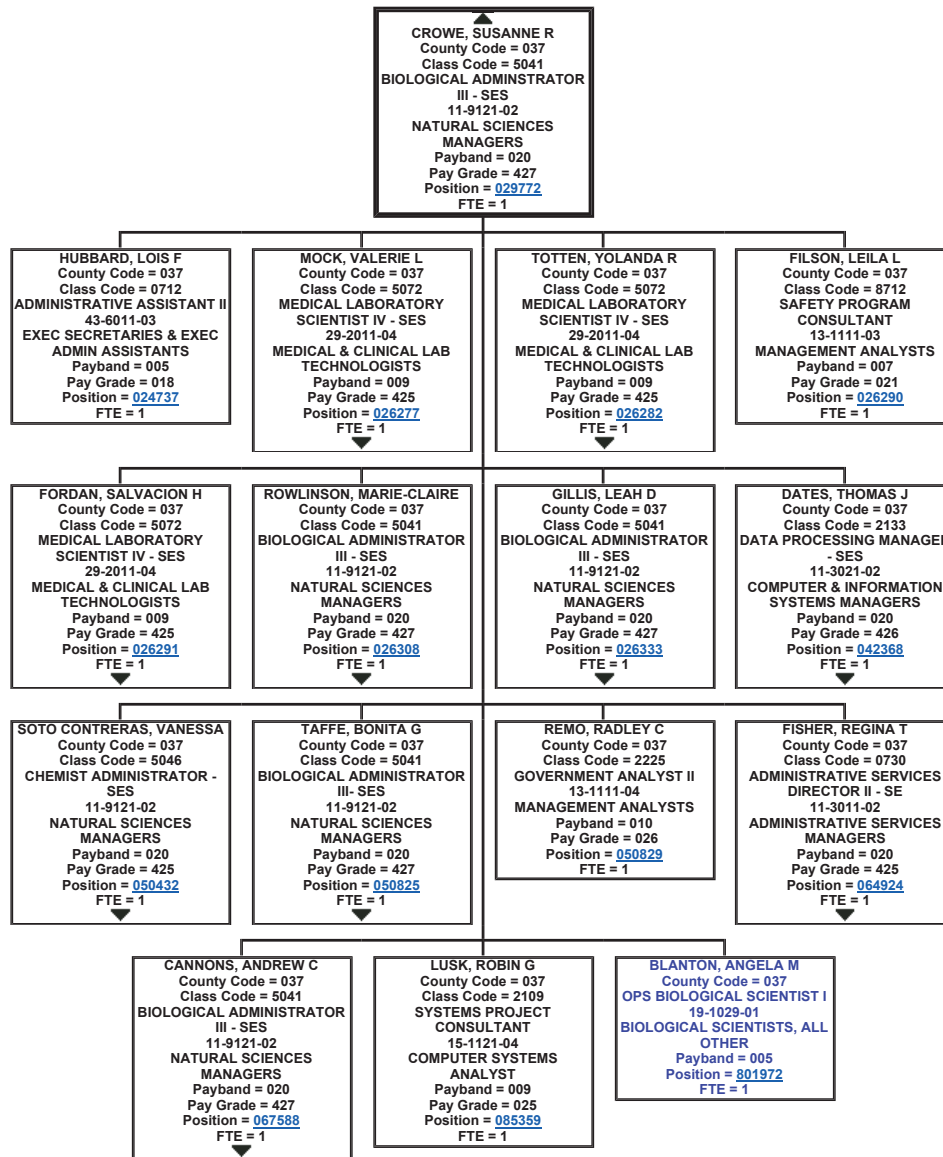 CROWE, SUSANNE R
County Code = 037
Class Code = 5041
BIOLOGICAL ADMINSTRATOR
III - SES
11-9121-02
NATURAL SCIENCES
MANAGERS
Payband = 020
Pay Grade = 427
Position = 029772
FTE = 1
HUBBARD, LOIS F
County Code = 037
Class Code = 0712
ADMINISTRATIVE ASSISTANT II
43-6011-03
EXEC SECRETARIES & EXEC
ADMIN ASSISTANTS
Payband = 005
Pay Grade = 018
Position = 024737
FTE = 1
MOCK, VALERIE L
County Code = 037
Class Code = 5072
MEDICAL LABORATORY
SCIENTIST IV - SES
29-2011-04
MEDICAL & CLINICAL LAB
TECHNOLOGISTS
Payband = 009
Pay Grade = 425
Position = 026277
FTE = 1
TOTTEN, YOLANDA R
County Code = 037
Class Code = 5072
MEDICAL LABORATORY
SCIENTIST IV - SES
29-2011-04
MEDICAL & CLINICAL LAB
TECHNOLOGISTS
Payband = 009
Pay Grade = 425
Position = 026282
FTE = 1
FILSON, LEILA L
County Code = 037
Class Code = 8712
SAFETY PROGRAM
CONSULTANT
13-1111-03
MANAGEMENT ANALYSTS
Payband = 007
Pay Grade = 021
Position = 026290
FTE = 1
FORDAN, SALVACION H
County Code = 037
Class Code = 5072
MEDICAL LABORATORY
SCIENTIST IV - SES
29-2011-04
MEDICAL & CLINICAL LAB
TECHNOLOGISTS
Payband = 009
Pay Grade = 425
Position = 026291
FTE = 1
ROWLINSON, MARIE-CLAIRE
County Code = 037
Class Code = 5041
BIOLOGICAL ADMINISTRATOR
III - SES
11-9121-02
NATURAL SCIENCES
MANAGERS
Payband = 020
Pay Grade = 427
Position = 026308
FTE = 1
GILLIS, LEAH D
County Code = 037
Class Code = 5041
BIOLOGICAL ADMINISTRATOR
III - SES
11-9121-02
NATURAL SCIENCES
MANAGERS
Payband = 020
Pay Grade = 427
Position = 026333
FTE = 1
DATES, THOMAS J
County Code = 037
Class Code = 2133
DATA PROCESSING MANAGER
- SES
11-3021-02
COMPUTER & INFORMATION
SYSTEMS MANAGERS
Payband = 020
Pay Grade = 426
Position = 042368
FTE = 1
SOTO CONTRERAS, VANESSA
County Code = 037
Class Code = 5046
CHEMIST ADMINISTRATOR -
SES
11-9121-02
NATURAL SCIENCES
MANAGERS
Payband = 020
Pay Grade = 425
Position = 050432
FTE = 1
TAFFE, BONITA G
County Code = 037
Class Code = 5041
BIOLOGICAL ADMINISTRATOR
III- SES
11-9121-02
NATURAL SCIENCES
MANAGERS
Payband = 020
Pay Grade = 427
Position = 050825
FTE = 1
REMO, RADLEY C
County Code = 037
Class Code = 2225
GOVERNMENT ANALYST II
13-1111-04
MANAGEMENT ANALYSTS
Payband = 010
Pay Grade = 026
Position = 050829
FTE = 1
FISHER, REGINA T
County Code = 037
Class Code = 0730
ADMINISTRATIVE SERVICES
DIRECTOR II - SE
11-3011-02
ADMINISTRATIVE SERVICES
MANAGERS
Payband = 020
Pay Grade = 425
Position = 064924
FTE = 1
CANNONS, ANDREW C
County Code = 037
Class Code = 5041
BIOLOGICAL ADMINISTRATOR
III - SES
11-9121-02
NATURAL SCIENCES
MANAGERS
Payband = 020
Pay Grade = 427
Position = 067588
FTE = 1
LUSK, ROBIN G
County Code = 037
Class Code = 2109
SYSTEMS PROJECT
CONSULTANT
15-1121-04
COMPUTER SYSTEMS
ANALYST
Payband = 009
Pay Grade = 025
Position = 085359
FTE = 1
BLANTON, ANGELA M
County Code = 037
OPS BIOLOGICAL SCIENTIST I
19-1029-01
BIOLOGICAL SCIENTISTS, ALL
OTHER
Payband = 005
Position = 801972
FTE = 1